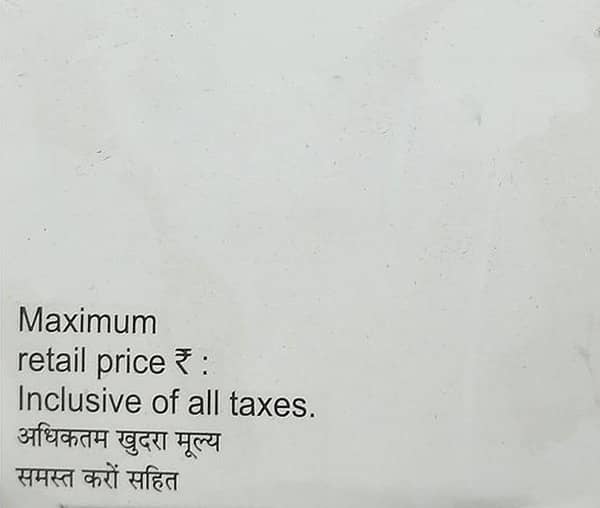 Maximum
retail price ₹ :
Inclusive of all taxes.
अधिकतम खुदरा मूल्य
समस्त करों सहित